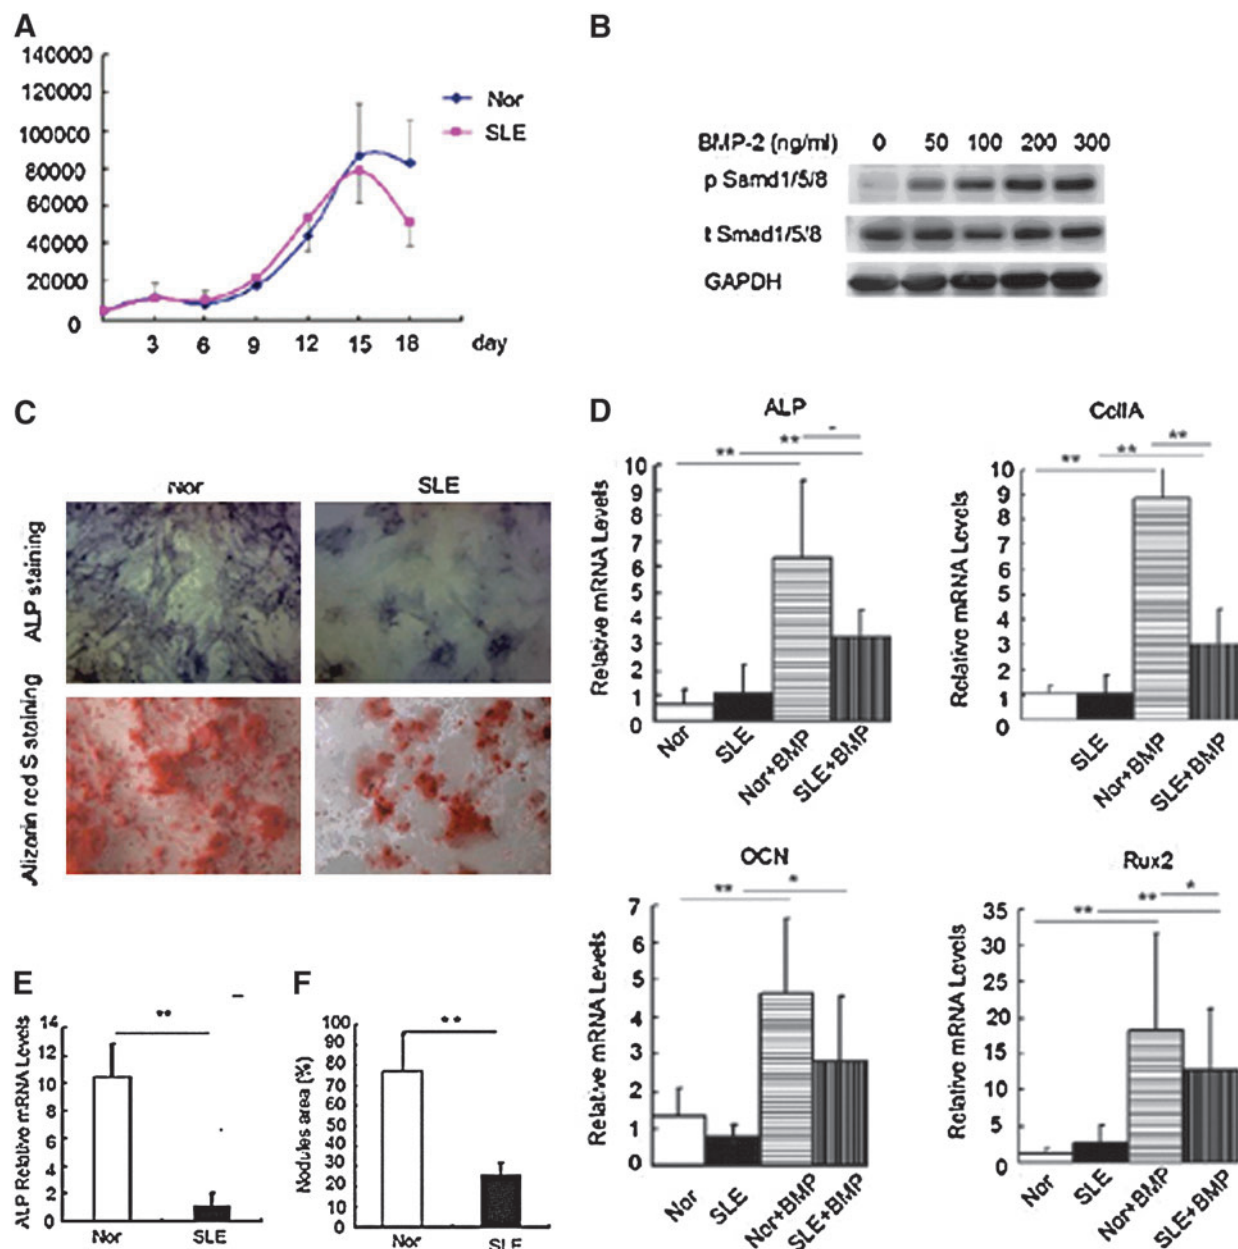 A
140000
120000
100000
80000
60000
40000
20000
0
3 6 9 12 15 18 day
Nor
SLE
B
BMP-2 (ng/ml) 0 50 100 200 300
p Samd1/5/8
t Smad1/5/8
GAPDH
C
Nor SLE
ALP staining
Alizarin red S staining
D
ALP
** ** -
Relative mRNA Levels
10
9
8
7
6
5
4
3
2
1
0
Nor SLE Nor+BMP SLE+BMP
CollA
** ** **
Relative mRNA Levels
10
9
8
7
6
5
4
3
2
1
0
SLE Nor+BMP SLE+BMP
OCN
** *
Relative mRNA Levels
7
6
5
4
3
2
1
0
Nor SLE Nor+BMP SLE+BMP
Rux2
** ** *
Relative mRNA Levels
35
30
25
20
15
10
5
0
Nor SLE Nor+BMP SLE+BMP
E
**
ALP Relative mRNA Levels
14
12
10
8
6
4
2
0
Nor SLE
F
**
Nodules area (%)
100
90
80
70
60
50
40
30
20
10
0
Nor SLE